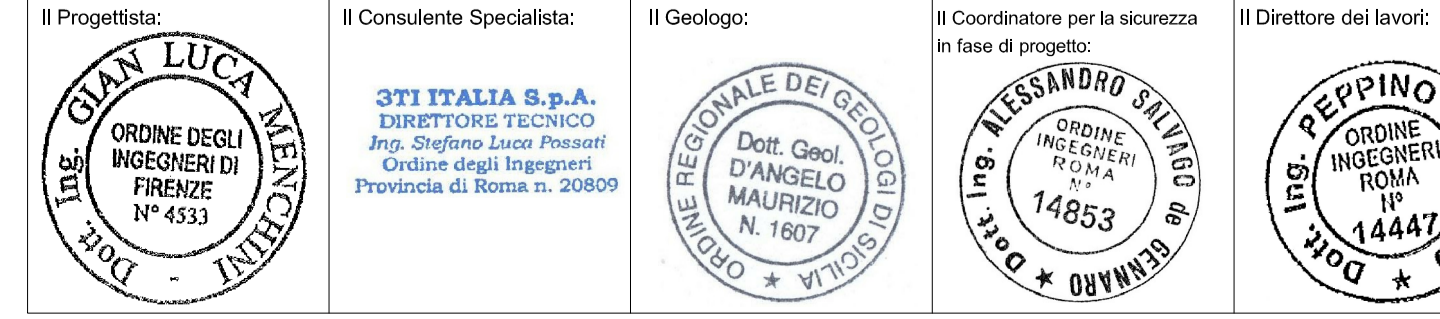 Il Progettista:
Dott. Ing. GIAN LUCA MENCHINI -
ORDINE DEGLI
INGEGNERI DI
FIRENZE
N° 4533
Il Consulente Specialista:
3TI ITALIA S.p.A.
DIRETTORE TECNICO
Ing. Stefano Luca Possati
Ordine degli Ingegneri
Provincia di Roma n. 20809
Il Geologo:
ORDINE REGIONALE DEI GEOLOGI DI SICILIA ★
Dott. Geol.
D'ANGELO
MAURIZIO
N. 1607
Il Coordinatore per la sicurezza
in fase di progetto:
Dott. Ing. ALESSANDRO SALVAGO de GENNARO ★
ORDINE
INGEGNERI
ROMA
N°
14853
Il Direttore dei lavori:
Dott. Ing. PEPPINO ★
ORDINE
INGEGNERI
ROMA
N°
14447